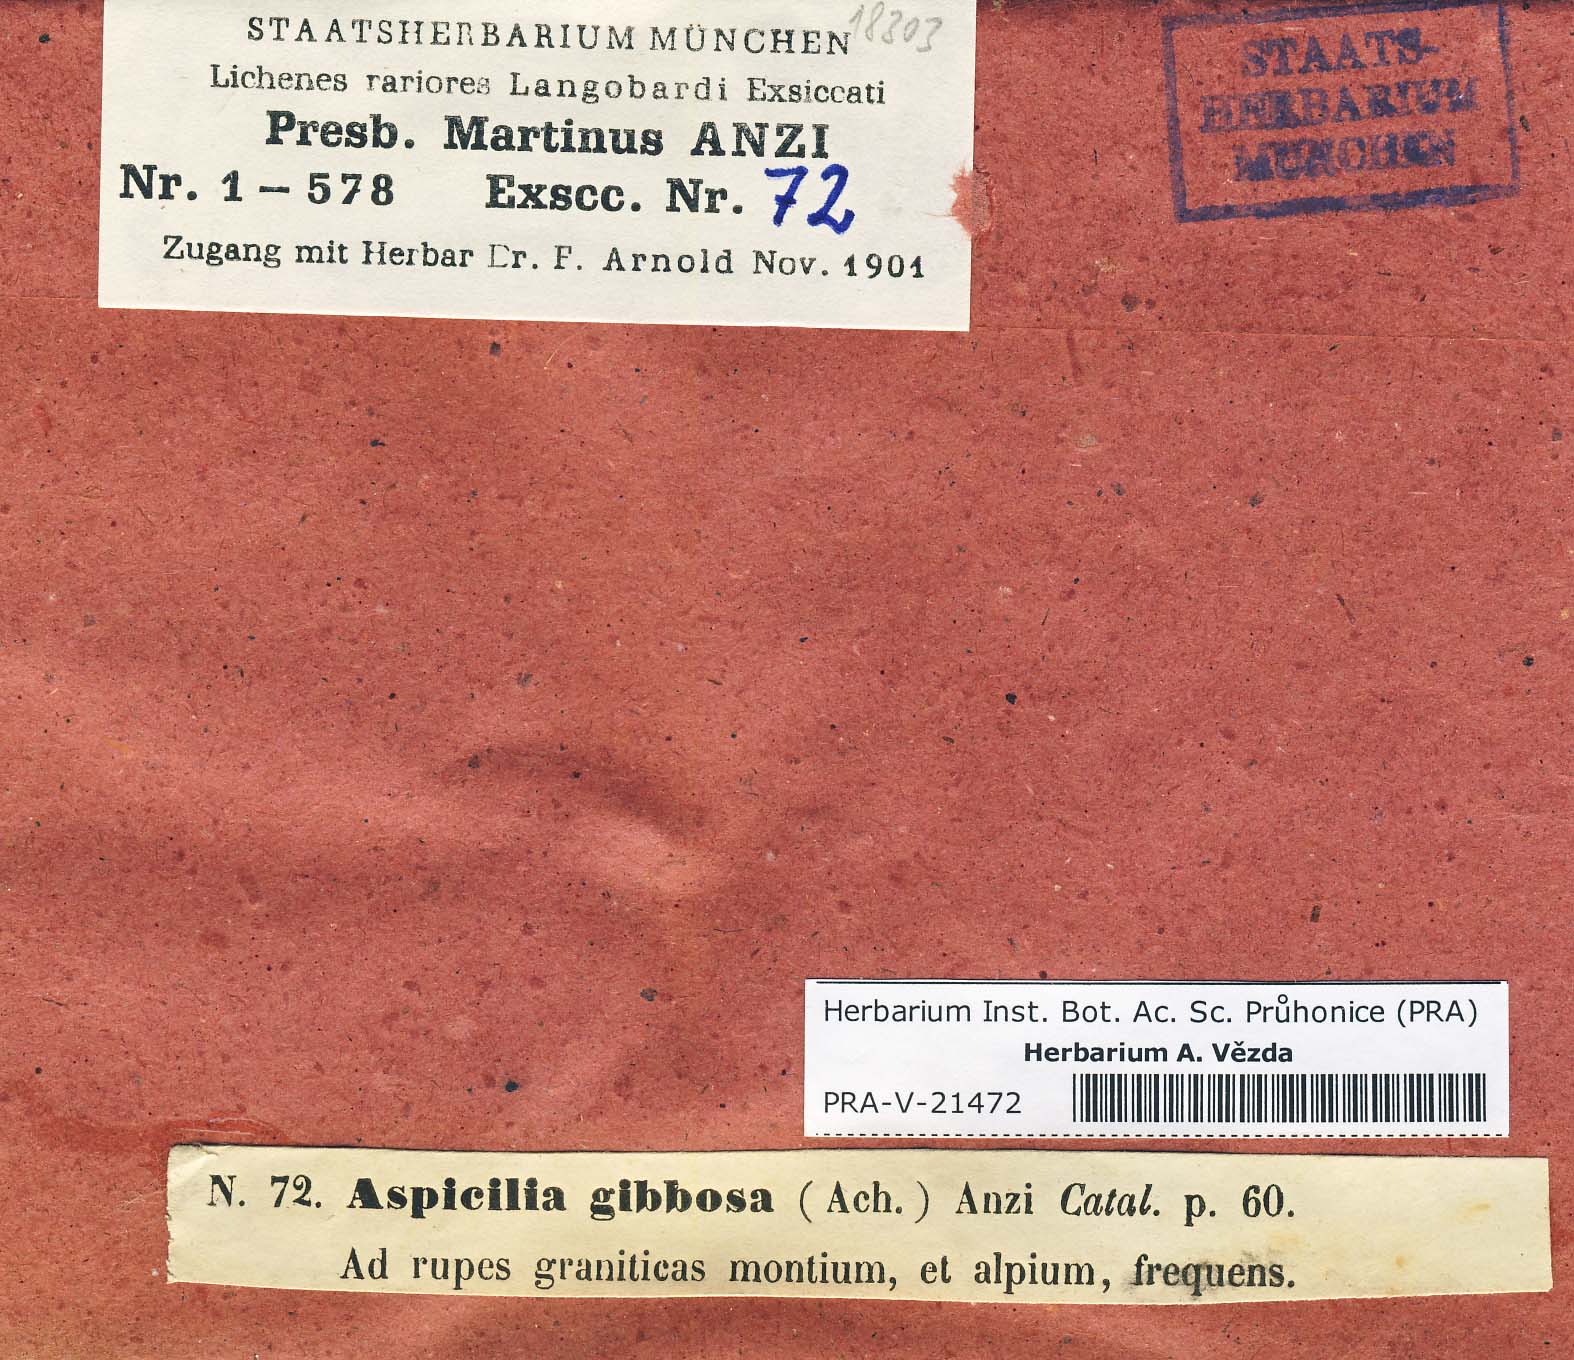 STAATSHERBARIUM MÜNCHEN 18303
Lichenes rariores Langobardi Exsiccati
Presb. Martinus ANZI
Nr. 1 – 578 Exscc. Nr. 72
Zugang mit Herbar Dr. F. Arnold Nov. 1901
STAATS-
HERBARIUM
MÜNCHEN
Herbarium Inst. Bot. Ac. Sc. Průhonice (PRA)
Herbarium A. Vězda
PRA-V-21472
N. 72. Aspicilia gibbosa (Ach.) Anzi Catal. p. 60.
Ad rupes graniticas montium, et alpium, frequens.